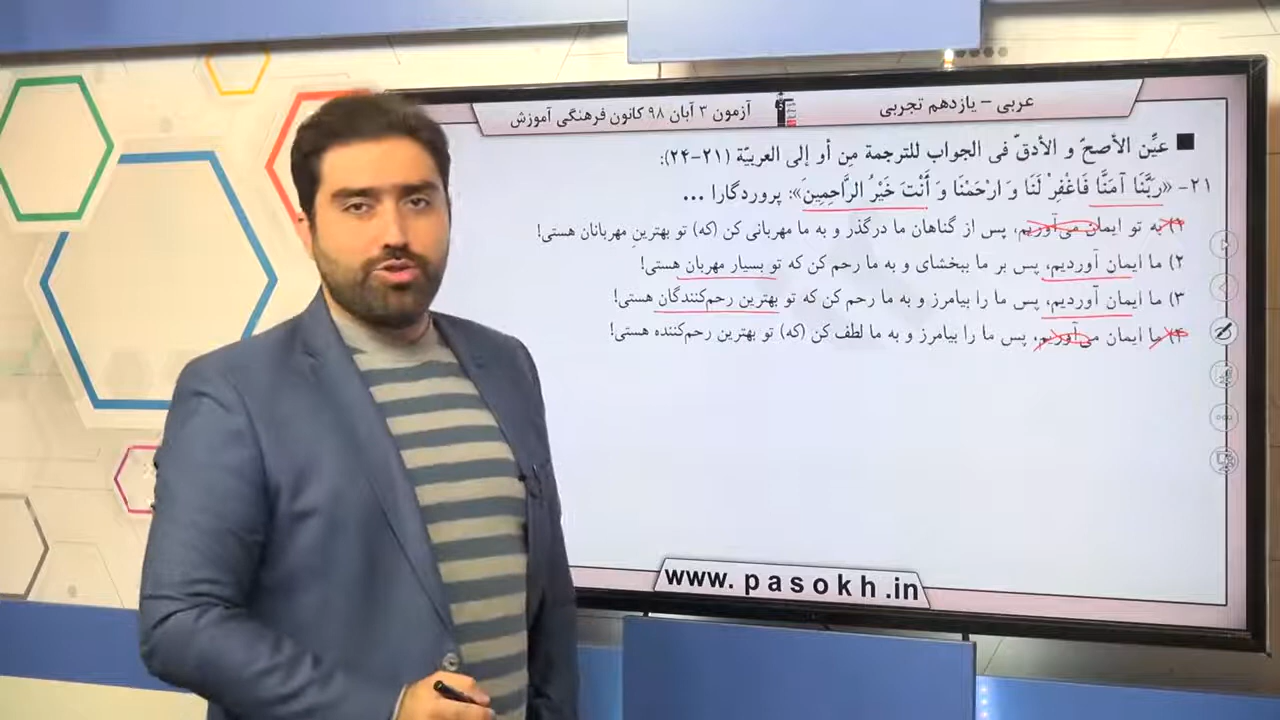 عربی - یازدهم تجربی
آزمون ۳ آبان ۹۸ کانون فرهنگی آموزش
■ عیِّن الأصحّ و الأدقّ فی الجواب للترجمة مِن أو إلی العربیّة (۲۱-۲۴):
۲۱- «رَبَّنَا آمَنَّا فَاغْفِرْ لَنَا وَ ارْحَمْنَا وَ أَنْتَ خَیْرُ الرَّاحِمِینَ»: پروردگارا ...
۱) به تو ایمان می‌آوریم، پس از گناهان ما درگذر و به ما مهربانی کن (که) تو بهترینِ مهربانان هستی!
۲) ما ایمان آوردیم، پس بر ما ببخشای و به ما رحم کن که تو بسیار مهربان هستی!
۳) ما ایمان آوردیم، پس ما را بیامرز و به ما رحم کن که تو بهترین رحم‌کنندگان هستی!
۴) ما ایمان می‌آوریم، پس ما را بیامرز و به ما لطف کن (که) تو بهترین رحم‌کننده هستی!
www. pasokh .in